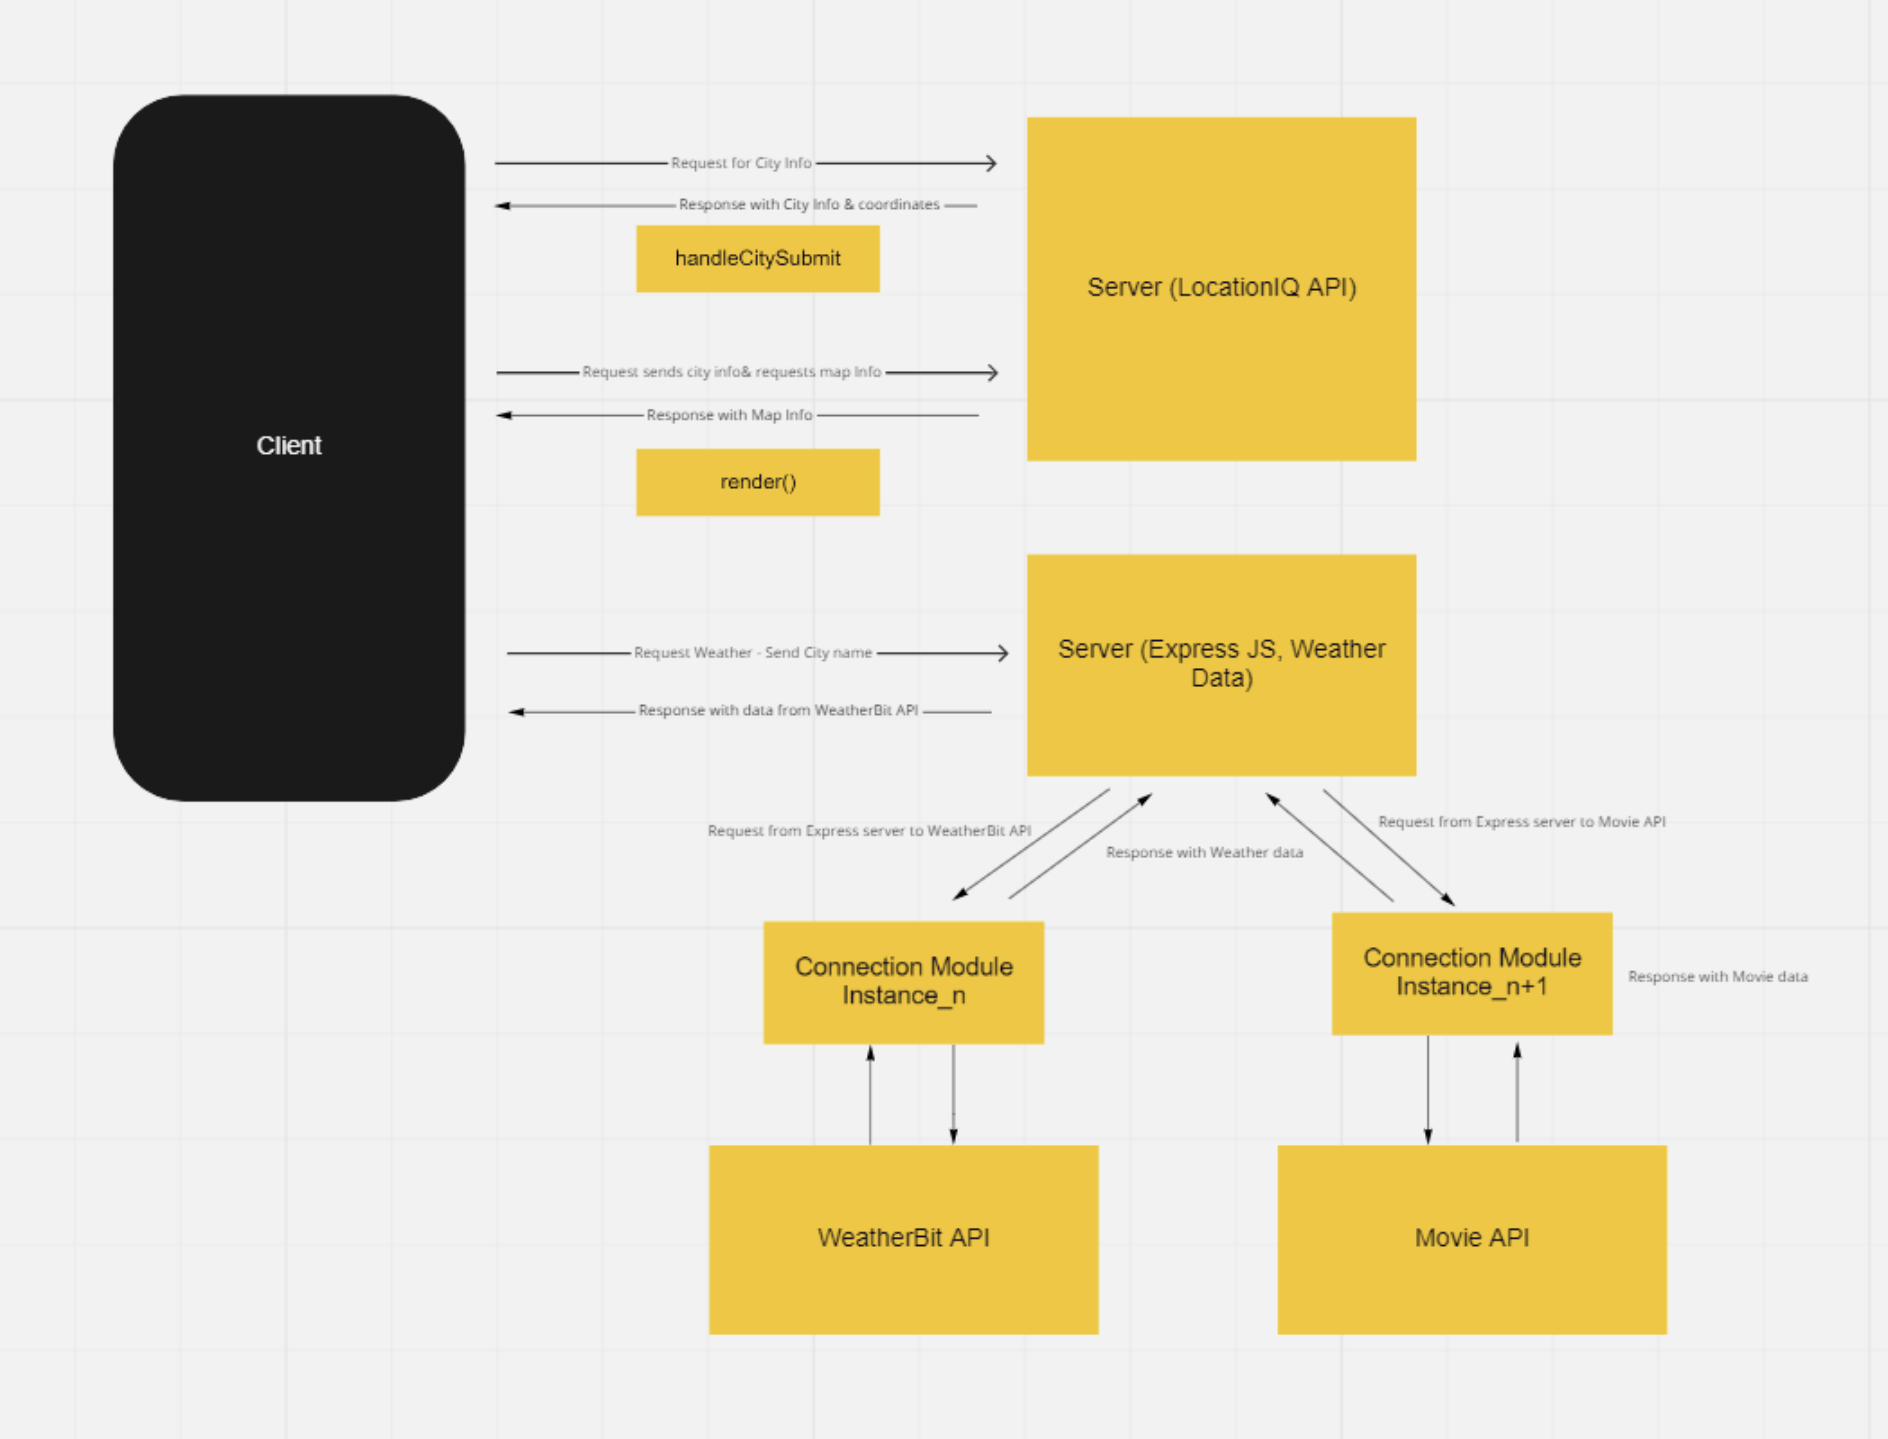 Request for City Info
Response with City Info & coordinates
handleCitySubmit
Server (LocationIQ API)
Request sends city info& requests map Info
Response with Map Info
Client
render()
Request Weather - Send City name
Server (Express JS, Weather
Data)
Response with data from WeatherBit API
Request from Express server to WeatherBit API
Request from Express server to Movie API
Response with Weather data
Connection Module
Instance_n
Connection Module
Instance_n+1
Response with Movie data
WeatherBit API
Movie API